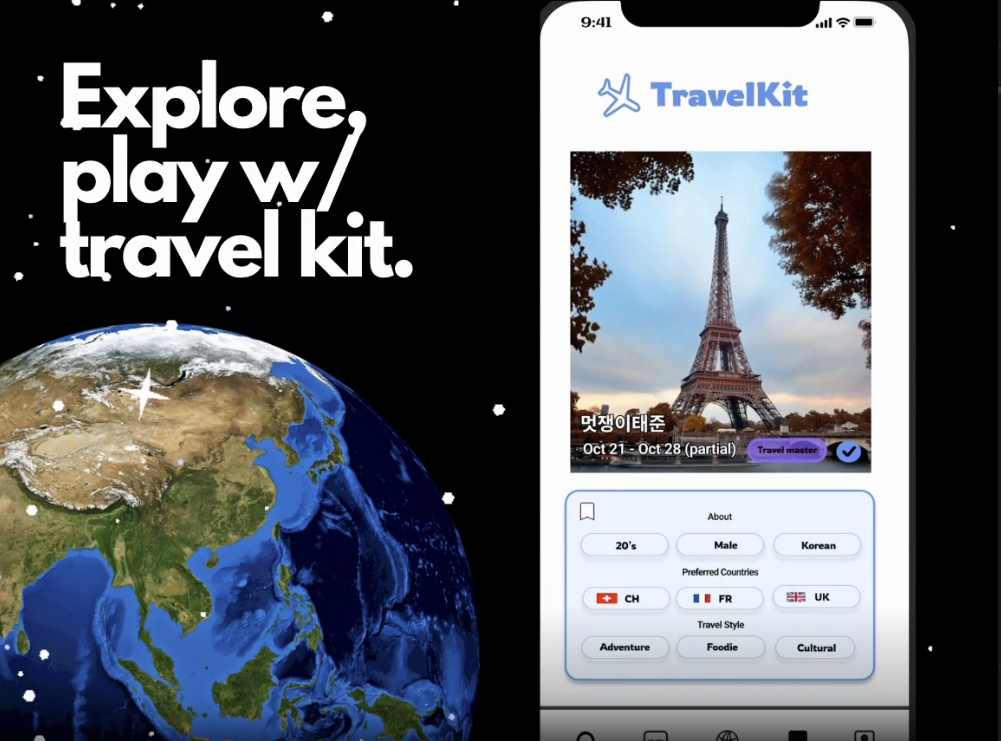 Explore,
play w/
travel kit.
9:41
TravelKit
멋쟁이태준
Oct 21 - Oct 28 (partial)
Travel master
About
20's
Male
Korean
Preferred Countries
CH
FR
UK
Travel Style
Adventure
Foodie
Cultural